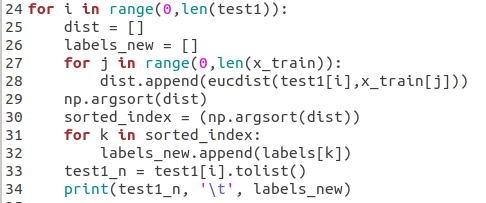 24 for i in range(0,len(test1)):
25     dist = []
26     labels_new = []
27     for j in range(0,len(x_train)):
28         dist.append(eucdist(test1[i],x_train[j]))
29     np.argsort(dist)
30     sorted_index = (np.argsort(dist))
31     for k in sorted_index:
32         labels_new.append(labels[k])
33     test1_n = test1[i].tolist()
34     print(test1_n, '\t', labels_new)